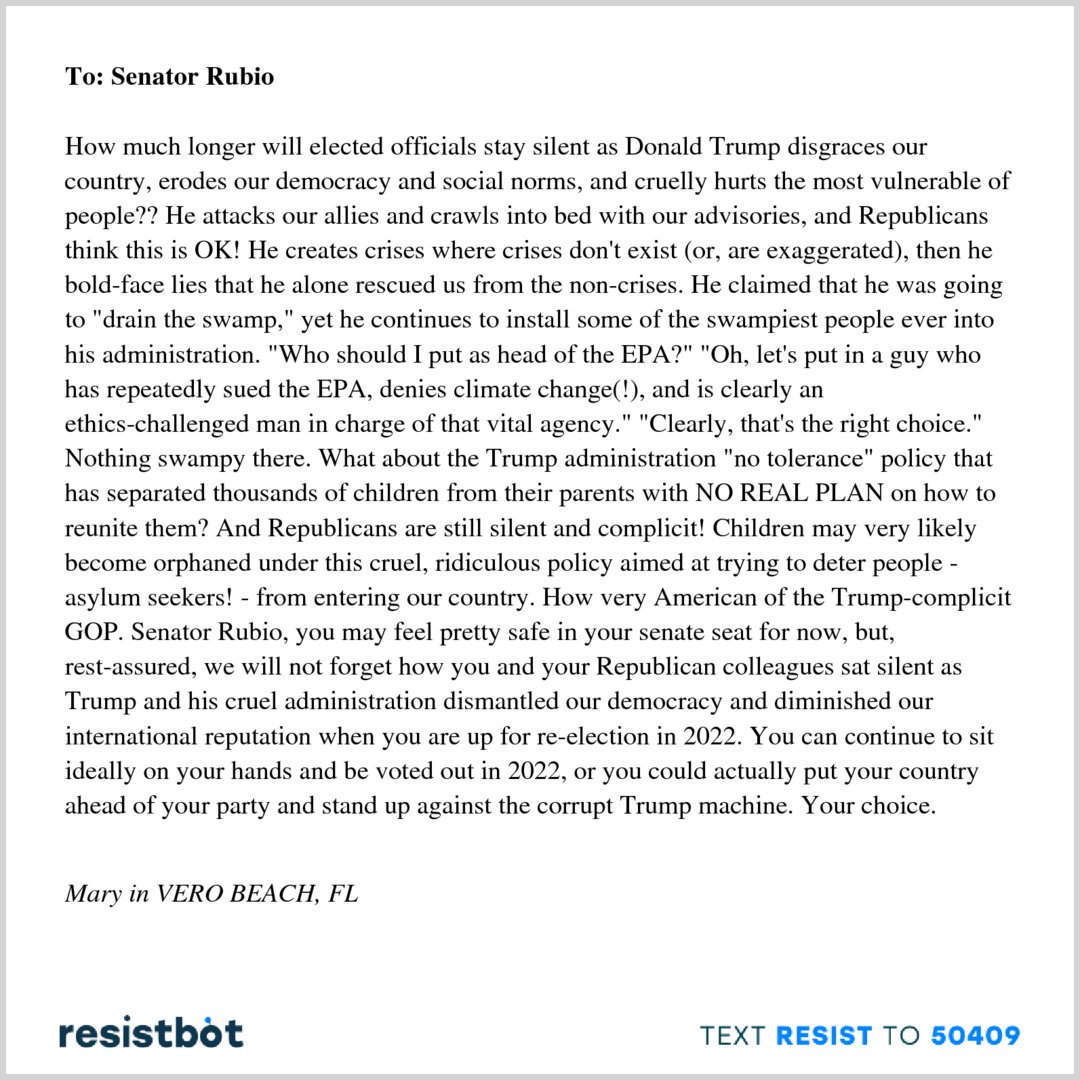 To: Senator Rubio
How much longer will elected officials stay silent as Donald Trump disgraces our
country, erodes our democracy and social norms, and cruelly hurts the most vulnerable of
people?? He attacks our allies and crawls into bed with our advisories, and Republicans
think this is OK! He creates crises where crises don't exist (or, are exaggerated), then he
bold-face lies that he alone rescued us from the non-crises. He claimed that he was going
to "drain the swamp," yet he continues to install some of the swampiest people ever into
his administration. "Who should I put as head of the EPA?" "Oh, let's put in a guy who
has repeatedly sued the EPA, denies climate change(!), and is clearly an
ethics-challenged man in charge of that vital agency." "Clearly, that's the right choice."
Nothing swampy there. What about the Trump administration "no tolerance" policy that
has separated thousands of children from their parents with NO REAL PLAN on how to
reunite them? And Republicans are still silent and complicit! Children may very likely
become orphaned under this cruel, ridiculous policy aimed at trying to deter people -
asylum seekers! - from entering our country. How very American of the Trump-complicit
GOP. Senator Rubio, you may feel pretty safe in your senate seat for now, but,
rest-assured, we will not forget how you and your Republican colleagues sat silent as
Trump and his cruel administration dismantled our democracy and diminished our
international reputation when you are up for re-election in 2022. You can continue to sit
ideally on your hands and be voted out in 2022, or you could actually put your country
ahead of your party and stand up against the corrupt Trump machine. Your choice.
Mary in VERO BEACH, FL
resistbot
TEXT RESIST TO 50409